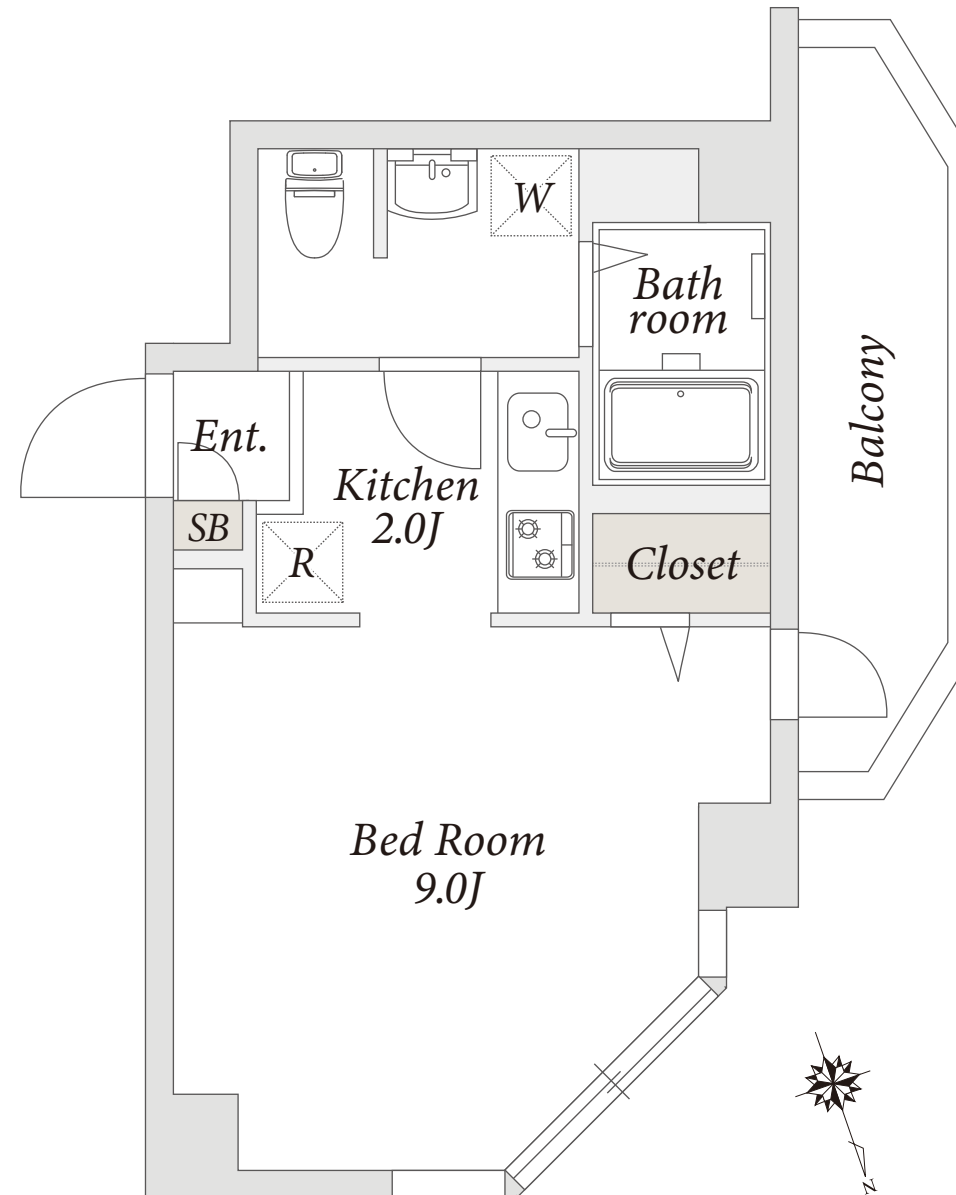 W
Bath
room
Ent.
Kitchen
2.0J
Balcony
SB
R
Closet
Bed Room
9.0J
N